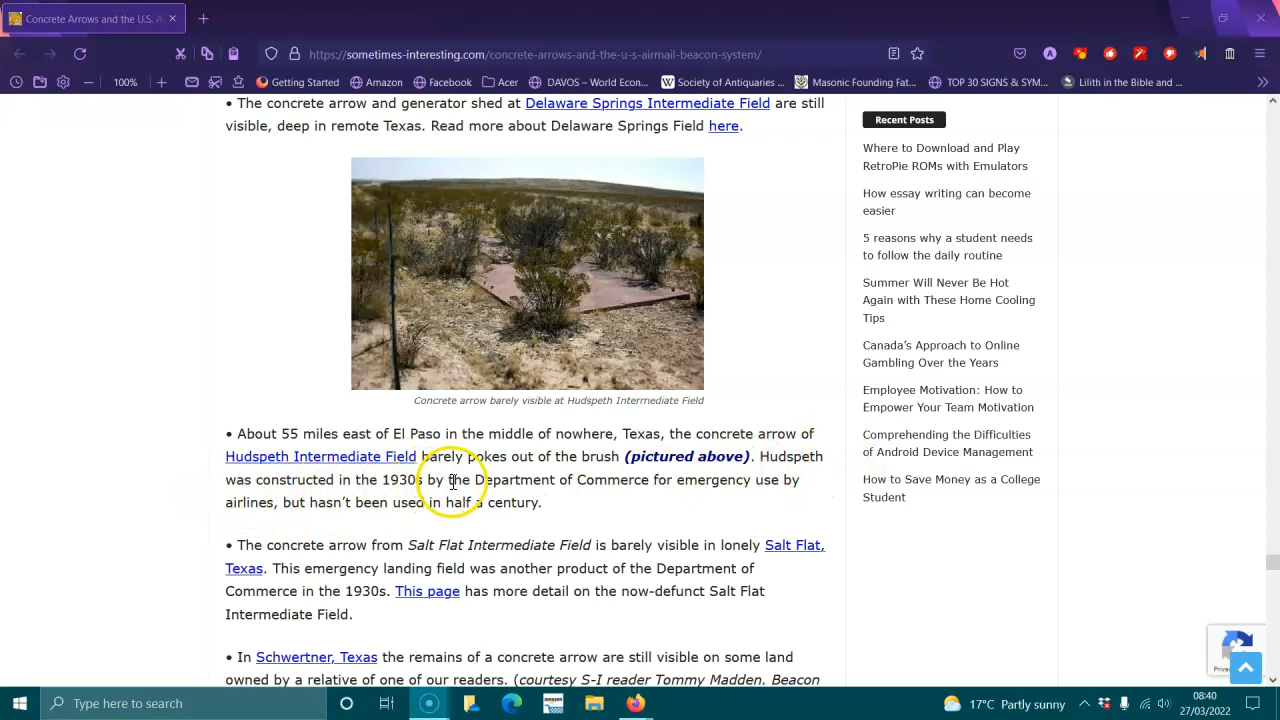 Concrete Arrows and the U.S. A
https://sometimes-interesting.com/concrete-arrows-and-the-u-s-airmail-beacon-system/
100%
Getting Started
Amazon
Facebook
Acer
DAVOS – World Econ...
Society of Antiquaries ...
Masonic Founding Fat...
TOP 30 SIGNS & SYM...
Lilith in the Bible and ...
• The concrete arrow and generator shed at Delaware Springs Intermediate Field are still
visible, deep in remote Texas. Read more about Delaware Springs Field here.
Concrete arrow barely visible at Hudspeth Intermediate Field
• About 55 miles east of El Paso in the middle of nowhere, Texas, the concrete arrow of
Hudspeth Intermediate Field barely pokes out of the brush (pictured above). Hudspeth
was constructed in the 1930s by the Department of Commerce for emergency use by
airlines, but hasn't been used in half a century.
• The concrete arrow from Salt Flat Intermediate Field is barely visible in lonely Salt Flat,
Texas. This emergency landing field was another product of the Department of
Commerce in the 1930s. This page has more detail on the now-defunct Salt Flat
Intermediate Field.
• In Schwertner, Texas the remains of a concrete arrow are still visible on some land
owned by a relative of one of our readers. (courtesy S-I reader Tommy Madden. Beacon
Recent Posts
Where to Download and Play
RetroPie ROMs with Emulators
How essay writing can become
easier
5 reasons why a student needs
to follow the daily routine
Summer Will Never Be Hot
Again with These Home Cooling
Tips
Canada's Approach to Online
Gambling Over the Years
Employee Motivation: How to
Empower Your Team Motivation
Comprehending the Difficulties
of Android Device Management
How to Save Money as a College
Student
Type here to search
amazon
17°C Partly sunny
08:40
27/03/2022